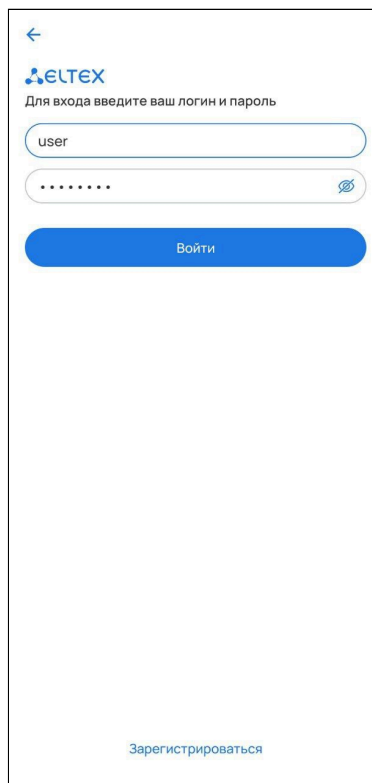 ELTEX
Для входа введите ваш логин и пароль
user
••••••••
Войти
Зарегистрироваться